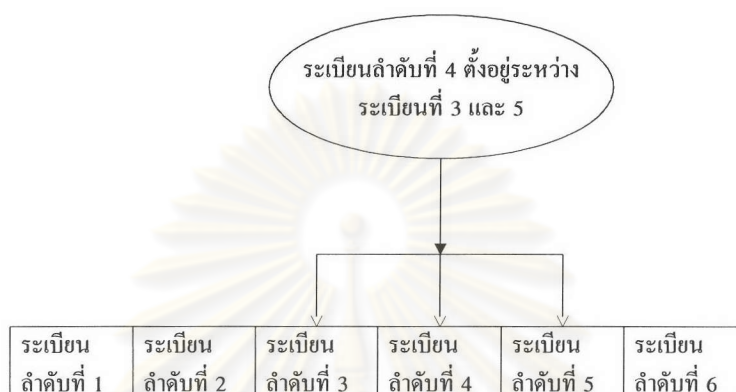 ระเบียนลำดับที่ 4 ตั้งอยู่ระหว่าง
ระเบียนที่ 3 และ 5
ระเบียน ระเบียน ระเบียน ระเบียน ระเบียน ระเบียน
ลำดับที่ 1 ลำดับที่ 2 ลำดับที่ 3 ลำดับที่ 4 ลำดับที่ 5 ลำดับที่ 6